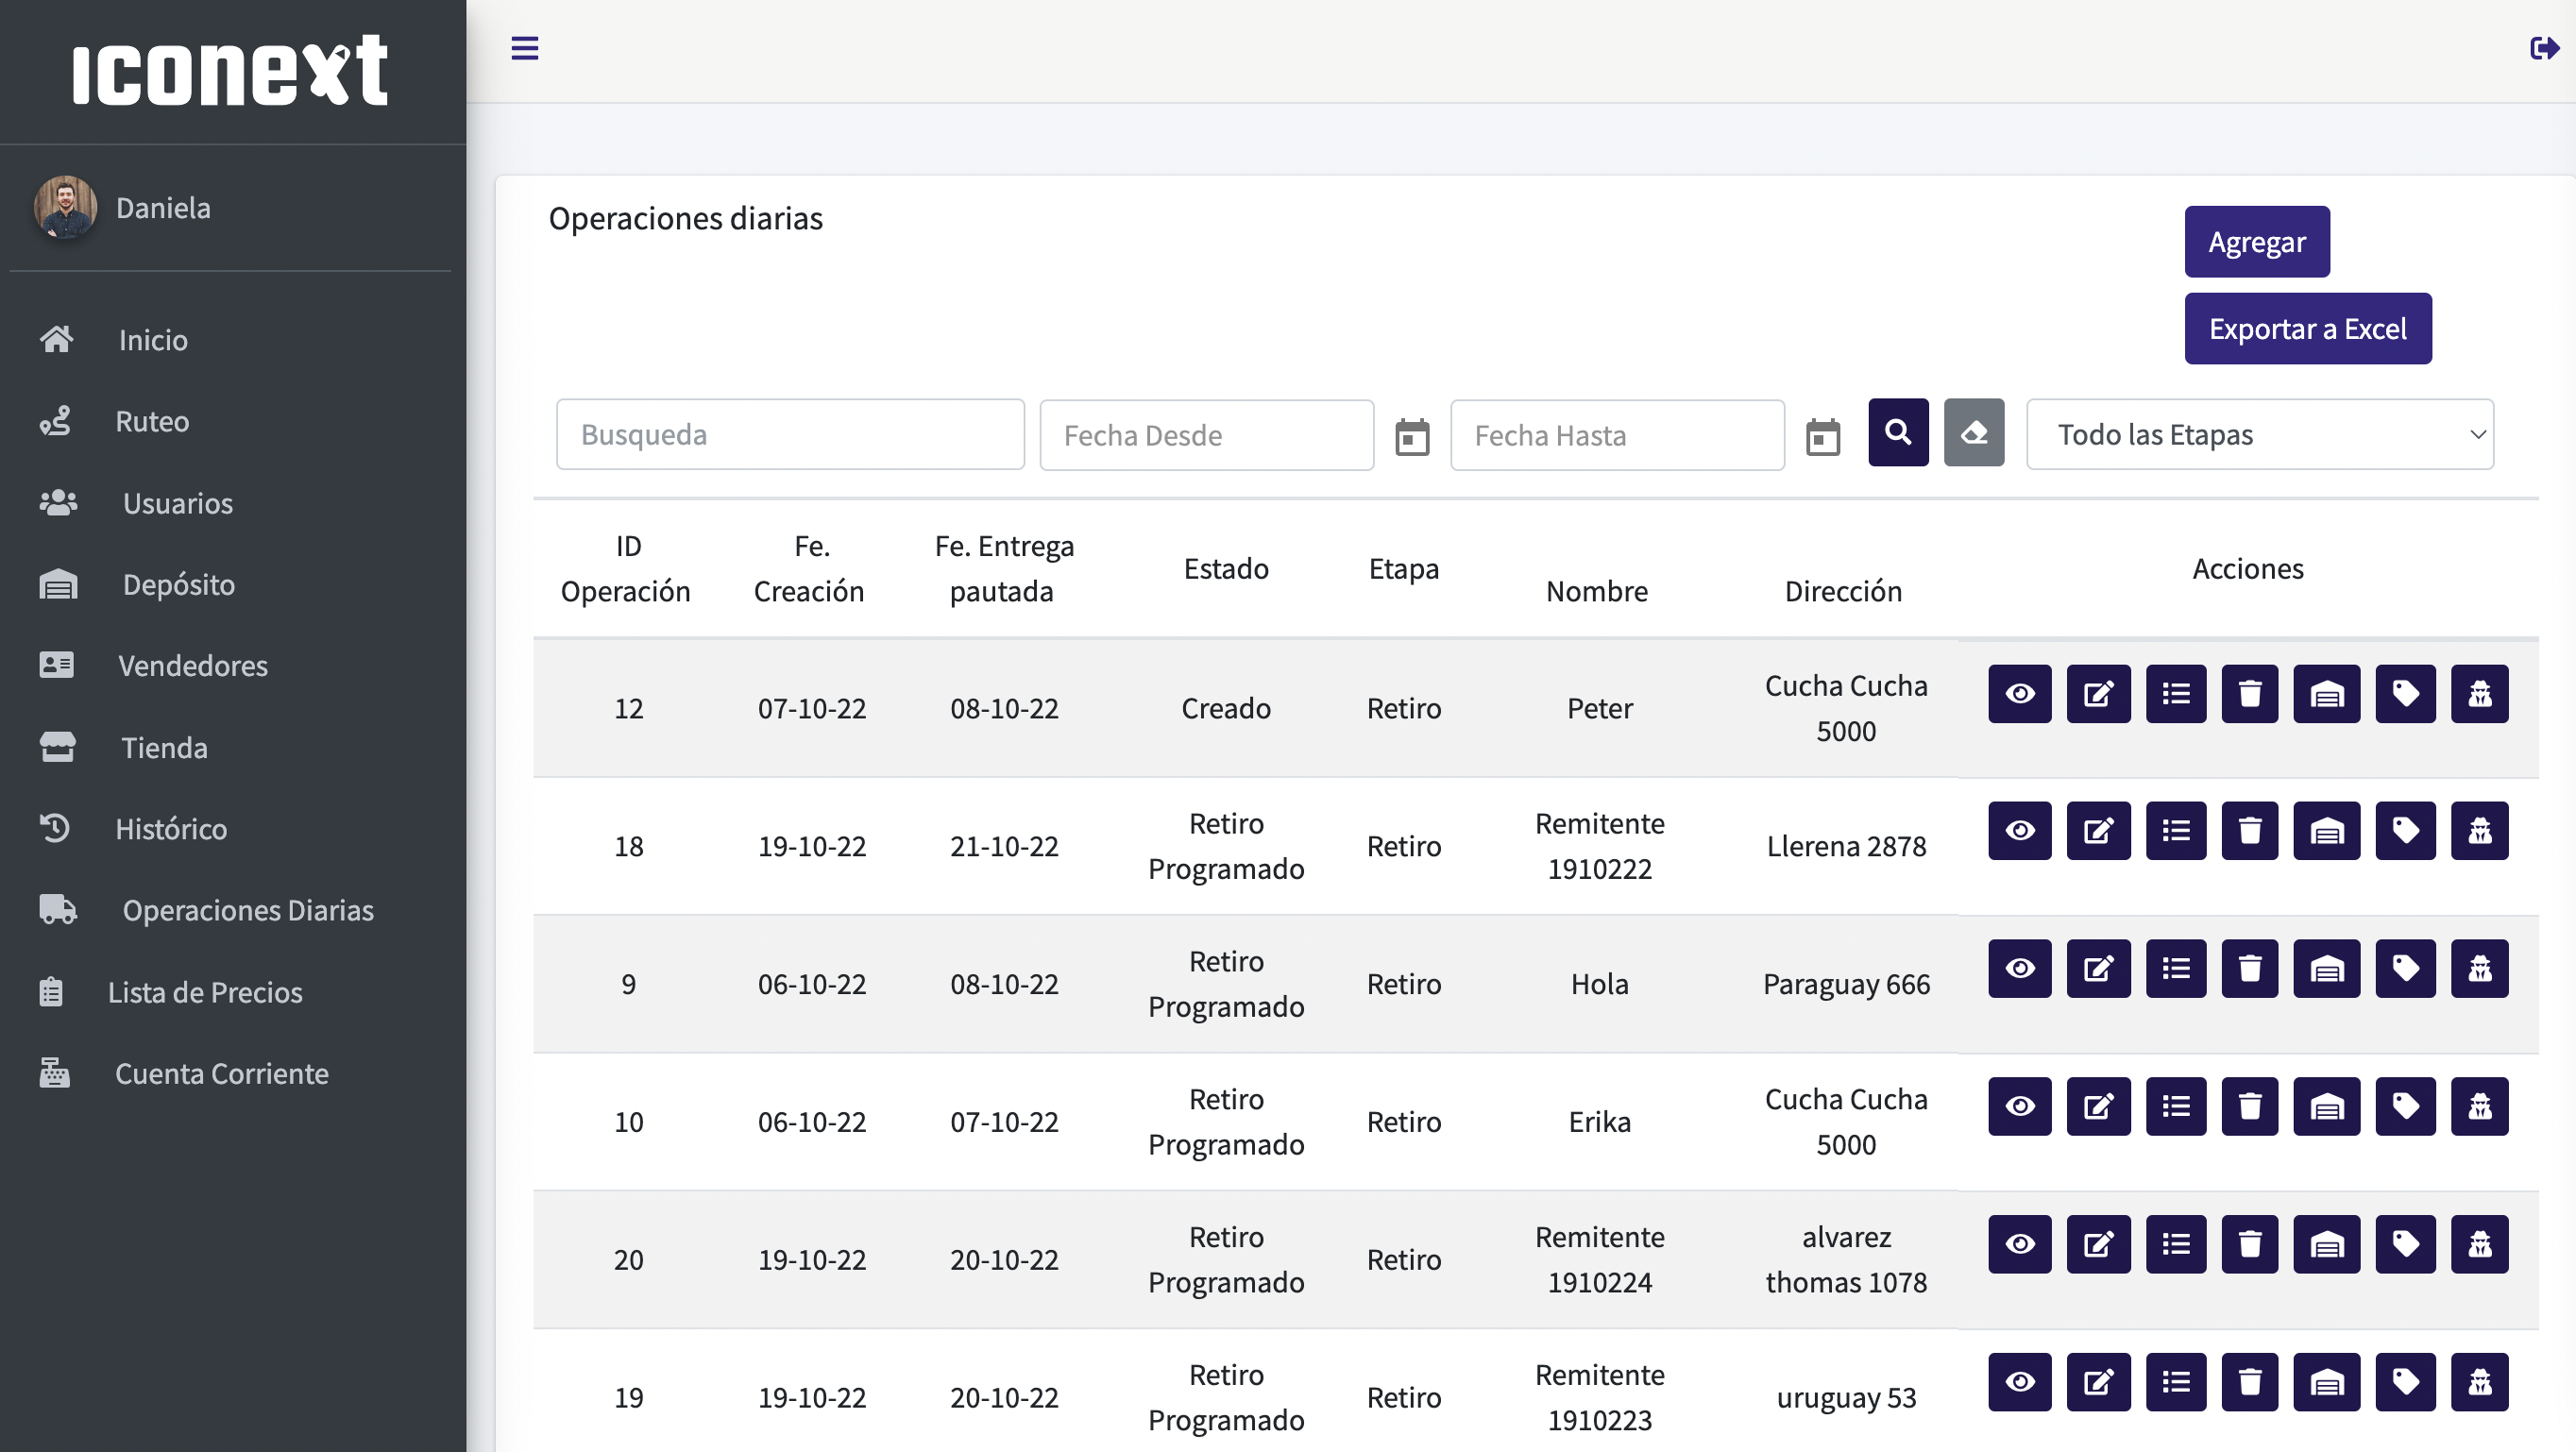 iconext
Daniela
Inicio
Ruteo
Usuarios
Depósito
Vendedores
Tienda
Histórico
Operaciones Diarias
Lista de Precios
Cuenta Corriente
Operaciones diarias
Agregar
Exportar a Excel
Busqueda
Fecha Desde
Fecha Hasta
Todo las Etapas
ID Operación
Fe. Creación
Fe. Entrega pautada
Estado
Etapa
Nombre
Dirección
Acciones
12 07-10-22 08-10-22 Creado Retiro Peter Cucha Cucha 5000
18 19-10-22 21-10-22 Retiro Programado Retiro Remitente 1910222 Llerena 2878
9 06-10-22 08-10-22 Retiro Programado Retiro Hola Paraguay 666
10 06-10-22 07-10-22 Retiro Programado Retiro Erika Cucha Cucha 5000
20 19-10-22 20-10-22 Retiro Programado Retiro Remitente 1910224 alvarez thomas 1078
19 19-10-22 20-10-22 Retiro Programado Retiro Remitente 1910223 uruguay 53